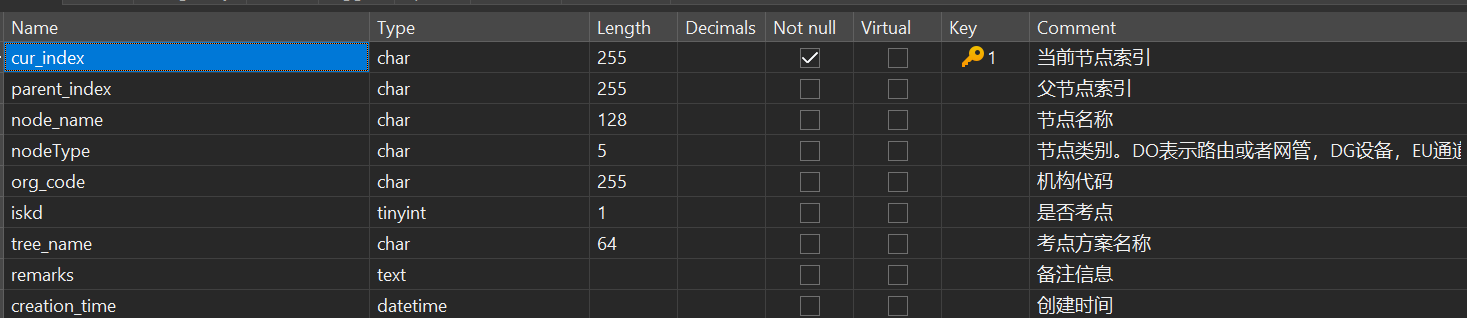 Name Type Length Decimals Not null Virtual Key Comment
cur_index char 255 1 当前节点索引
parent_index char 255 父节点索引
node_name char 128 节点名称
nodeType char 5 节点类别。DO表示路由或者网管，DG设备，EU通道
org_code char 255 机构代码
iskd tinyint 1 是否考点
tree_name char 64 考点方案名称
remarks text 备注信息
creation_time datetime 创建时间